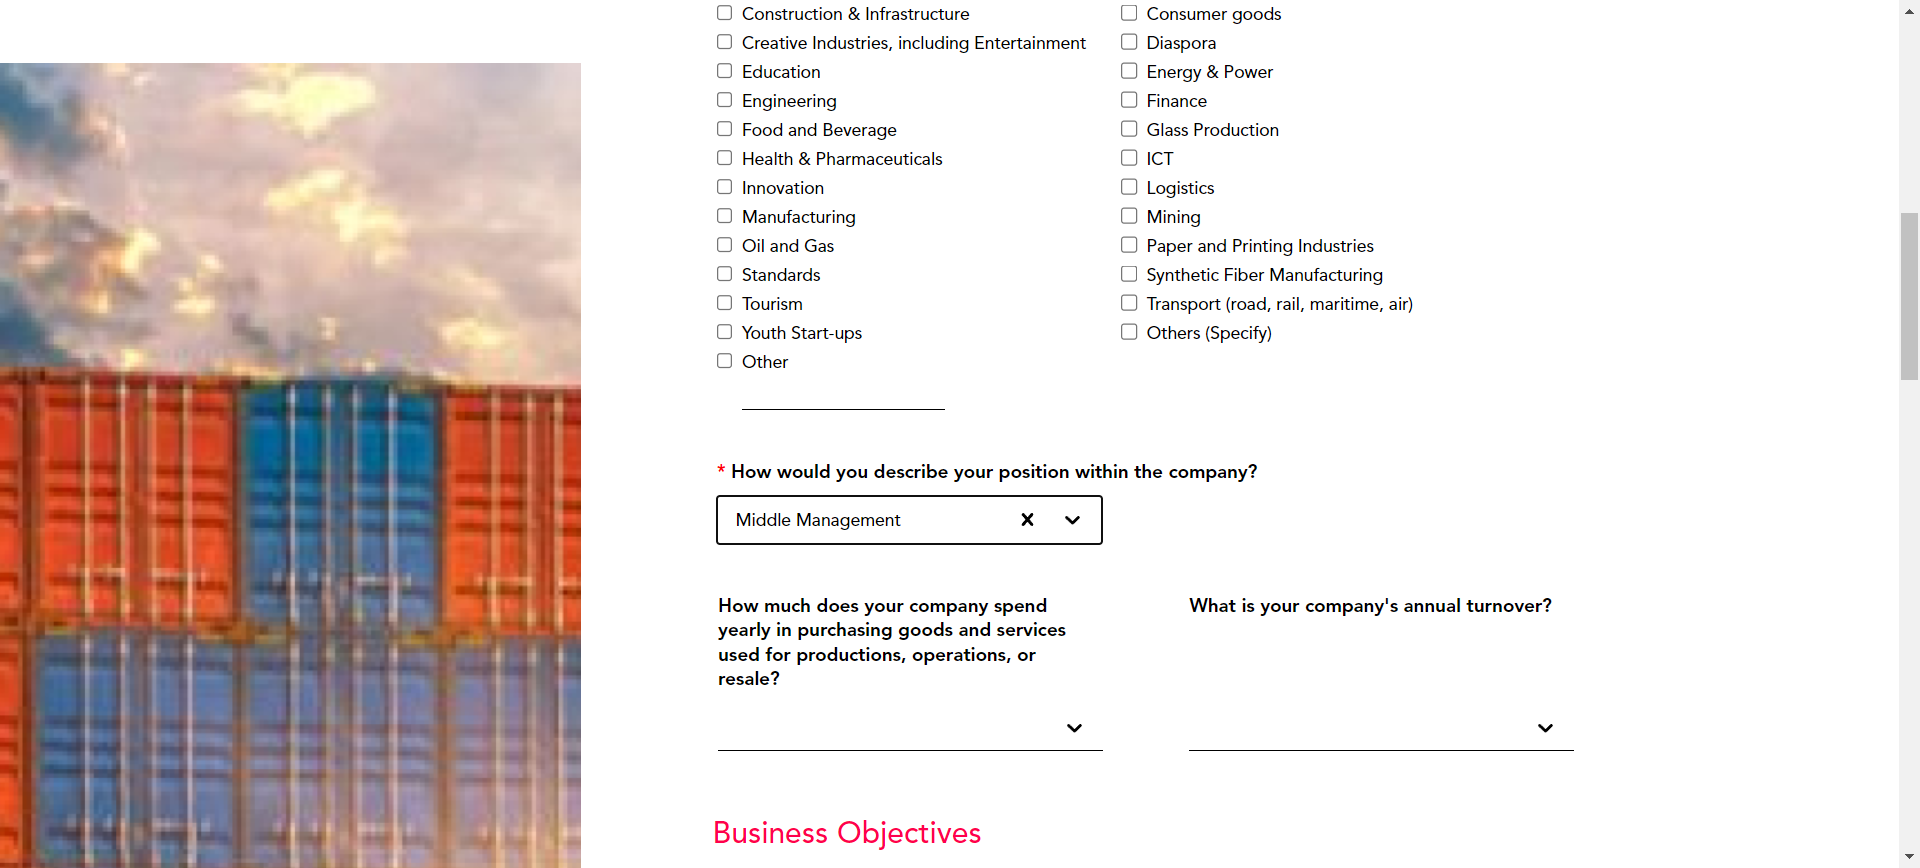 Construction & Infrastructure
Creative Industries, including Entertainment
Education
Engineering
Food and Beverage
Health & Pharmaceuticals
Innovation
Manufacturing
Oil and Gas
Standards
Tourism
Youth Start-ups
Other
Consumer goods
Diaspora
Energy & Power
Finance
Glass Production
ICT
Logistics
Mining
Paper and Printing Industries
Synthetic Fiber Manufacturing
Transport (road, rail, maritime, air)
Others (Specify)
* How would you describe your position within the company?
Middle Management
How much does your company spend
yearly in purchasing goods and services
used for productions, operations, or
resale?
What is your company's annual turnover?
Business Objectives